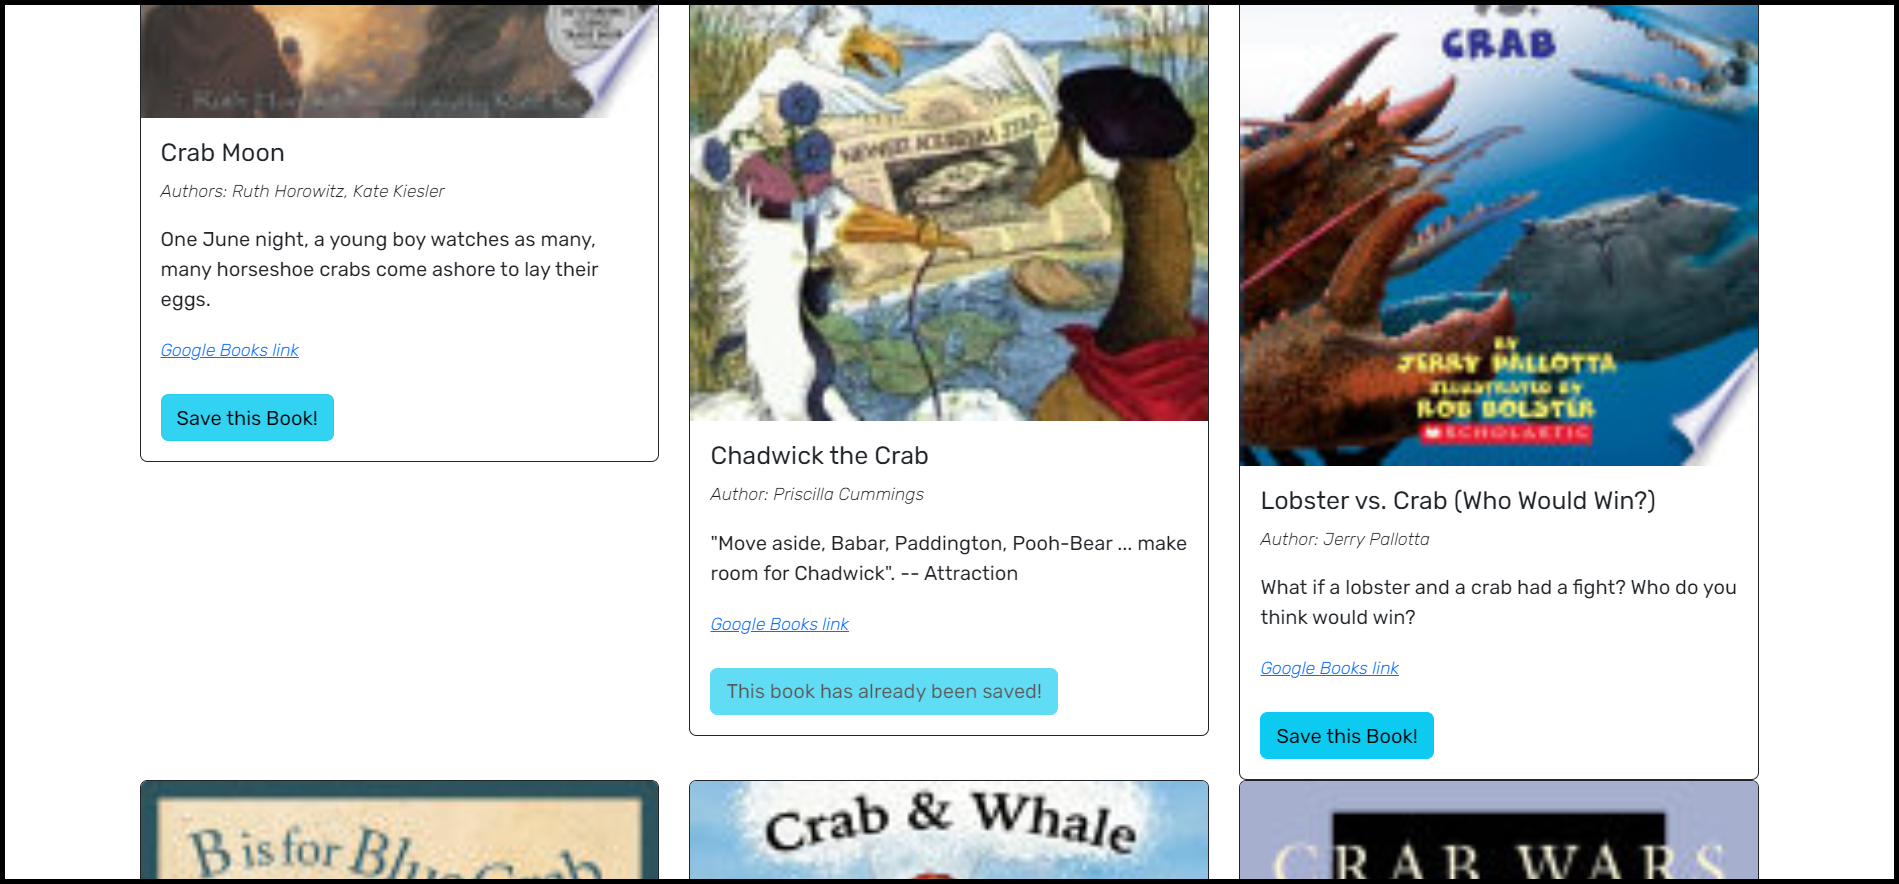 Crab Moon
Authors: Ruth Horowitz, Kate Kiesler
One June night, a young boy watches as many,
many horseshoe crabs come ashore to lay their
eggs.
Google Books link
Save this Book!
Chadwick the Crab
Author: Priscilla Cummings
"Move aside, Babar, Paddington, Pooh-Bear ... make
room for Chadwick". -- Attraction
Google Books link
This book has already been saved!
CRAB
BY
JERRY PALLOTTA
ILLUSTRATED BY
ROB BOLSTER
SCHOLASTIC
Lobster vs. Crab (Who Would Win?)
Author: Jerry Pallotta
What if a lobster and a crab had a fight? Who do you
think would win?
Google Books link
Save this Book!
B is for Blue Crab
Crab & Whale
CRAB WARS